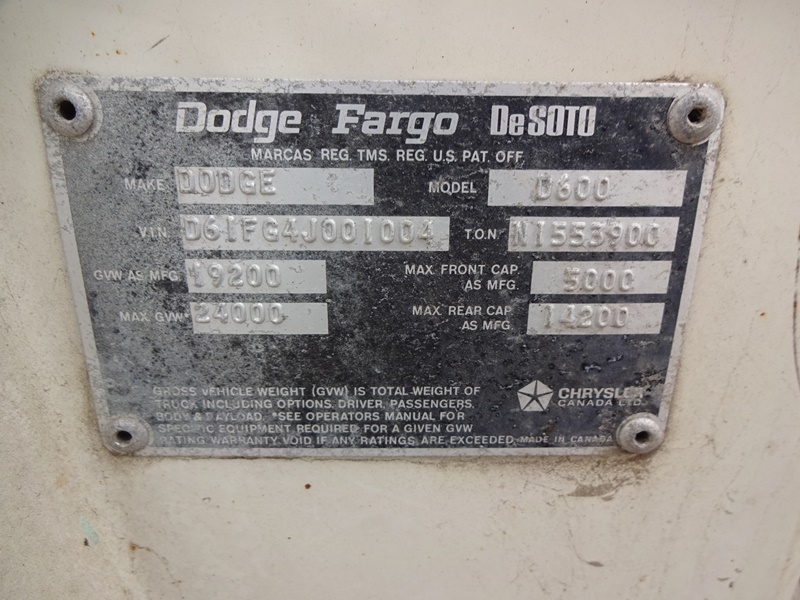 Dodge Fargo DeSOTO
MARCAS REG. TMS. REG. U.S. PAT. OFF.
MAKE DODGE MODEL D600
V.I.N. D61FG4J001004 T.O.N. N1553900
GVW AS MFG. 19200 MAX. FRONT CAP. AS MFG. 5000
MAX. GVW* 24000 MAX. REAR CAP. AS MFG. 14200
GROSS VEHICLE WEIGHT (GVW) IS TOTAL WEIGHT OF
TRUCK INCLUDING OPTIONS, DRIVER, PASSENGERS,
BODY & PAYLOAD. *SEE OPERATORS MANUAL FOR
SPECIFIC EQUIPMENT REQUIRED FOR A GIVEN GVW
RATING WARRANTY VOID IF ANY RATINGS ARE EXCEEDED. MADE IN CANADA
CHRYSLER
CANADA LTD.